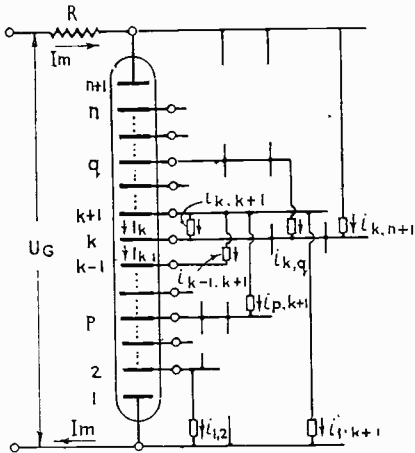 R
Im
n+1
n
q
k+1
k
k-1
p
2
1
UG
Ik
Ik-1
ik,k+1
ik,q
ik,n+1
ik-1,k+1
ip,k+1
i1,2
i1,k+1
Im